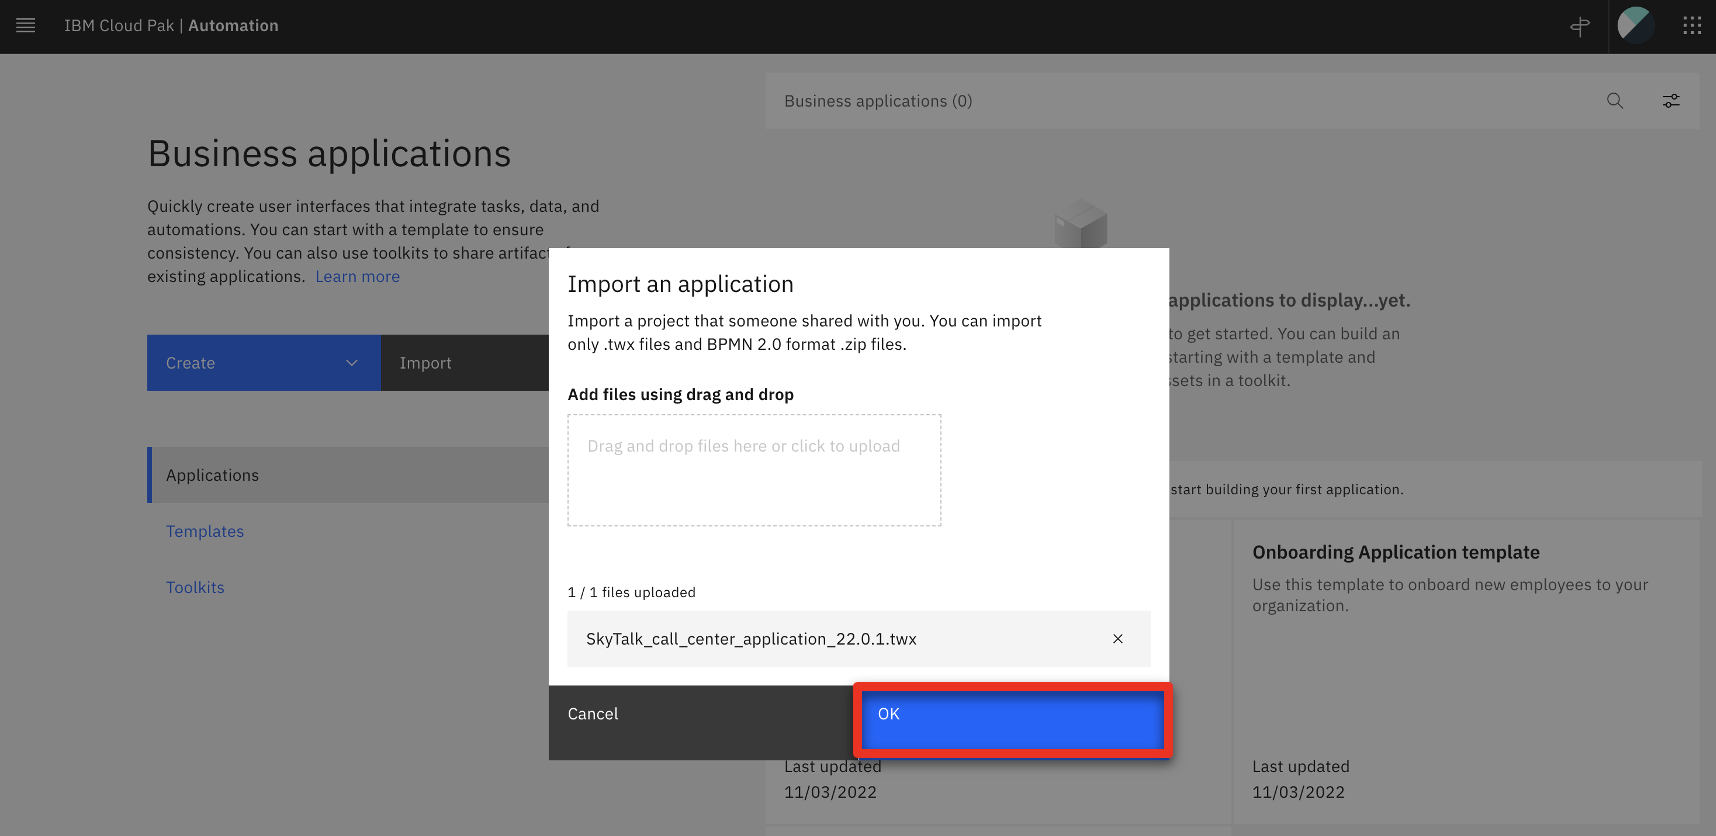 IBM Cloud Pak | Automation
Business applications (0)
Business applications
Quickly create user interfaces that integrate tasks, data, and
automations. You can start with a template to ensure
consistency. You can also use toolkits to share artifact
existing applications. Learn more
Create
Import
Applications
Templates
Toolkits
applications to display...yet.
to get started. You can build an
starting with a template and
ssets in a toolkit.
start building your first application.
Import an application
Import a project that someone shared with you. You can import
only .twx files and BPMN 2.0 format .zip files.
Add files using drag and drop
Drag and drop files here or click to upload
1 / 1 files uploaded
SkyTalk_call_center_application_22.0.1.twx
Cancel
OK
Last updated
11/03/2022
Onboarding Application template
Use this template to onboard new employees to your
organization.
Last updated
11/03/2022